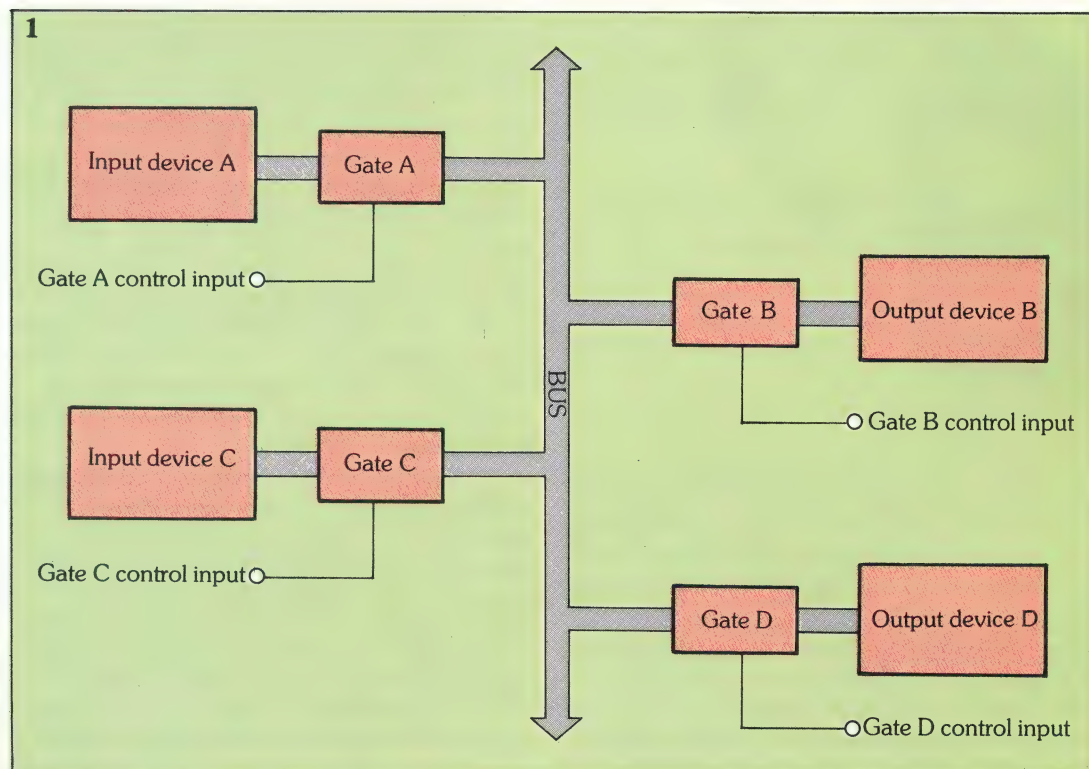 1
Input device A
Gate A
Gate A control input
Gate B
Output device B
BUS
Gate B control input
Input device C
Gate C
Gate C control input
Gate D
Output device D
Gate D control input